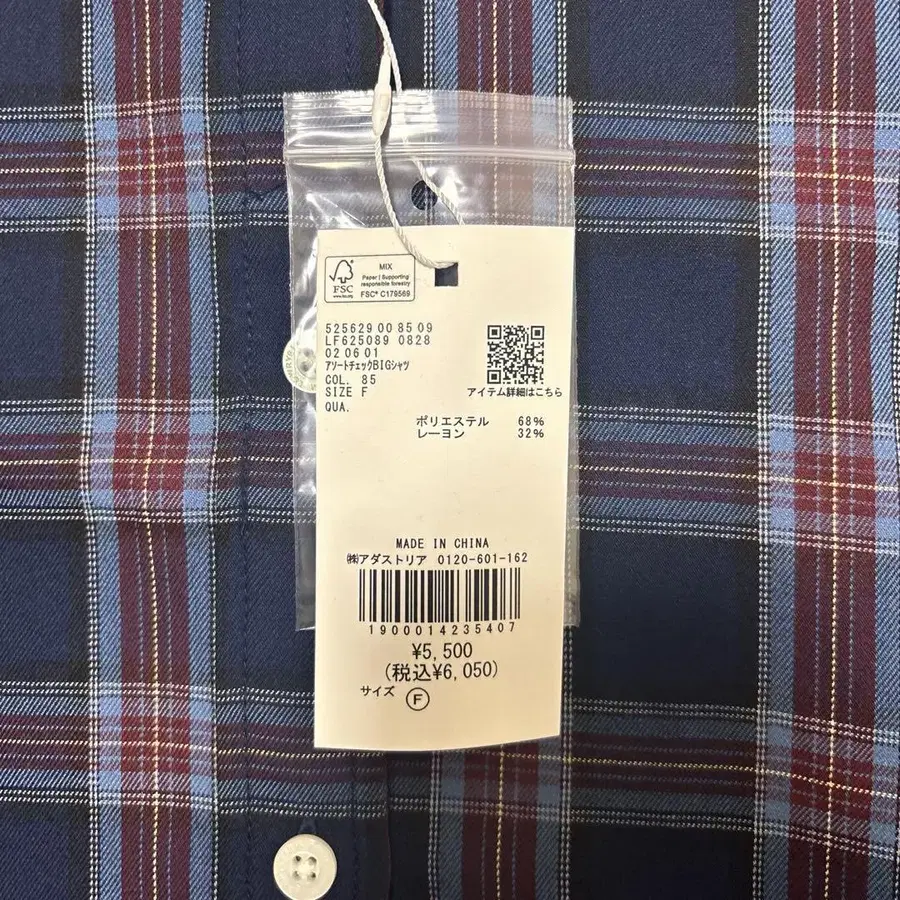 MIX
Paper | Supporting
responsible forestry
FSC
www.fsc.org
FSC® C179569
525629 00 85 09
LF625089 0828
02 06 01
アソートチェックBIGシャツ
COL. 85
SIZE F
QUA.
アイテム詳細はこちら
ポリエステル 68%
レーヨン 32%
MADE IN CHINA
㈱アダストリア 0120-601-162
1900014235407
¥5,500
(税込¥6,050)
サイズ F